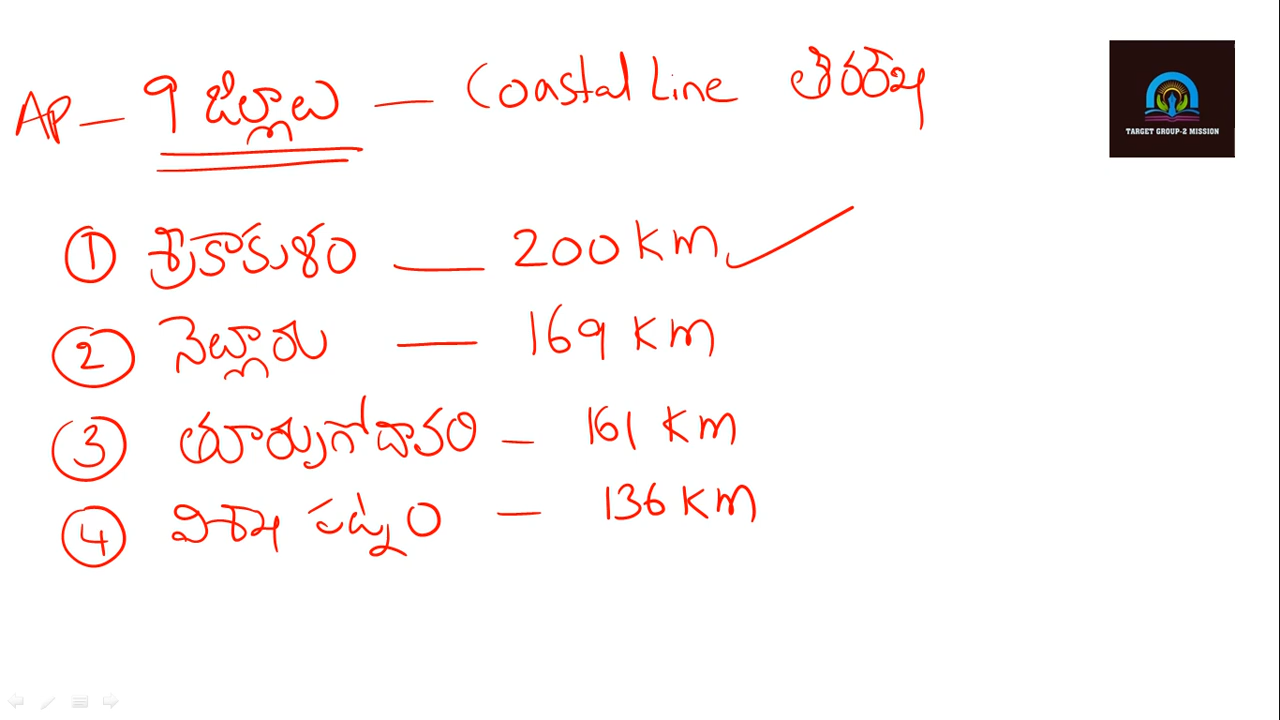 AP — 9 జిల్లాలు — Coastal Line తీరరేఖ
TARGET GROUP-2 MISSION
① శ్రీకాకుళం — 200 KM ✓
② నెల్లూరు — 169 KM
③ తూర్పుగోదావరి — 161 KM
④ విశాఖపట్నం — 136 KM